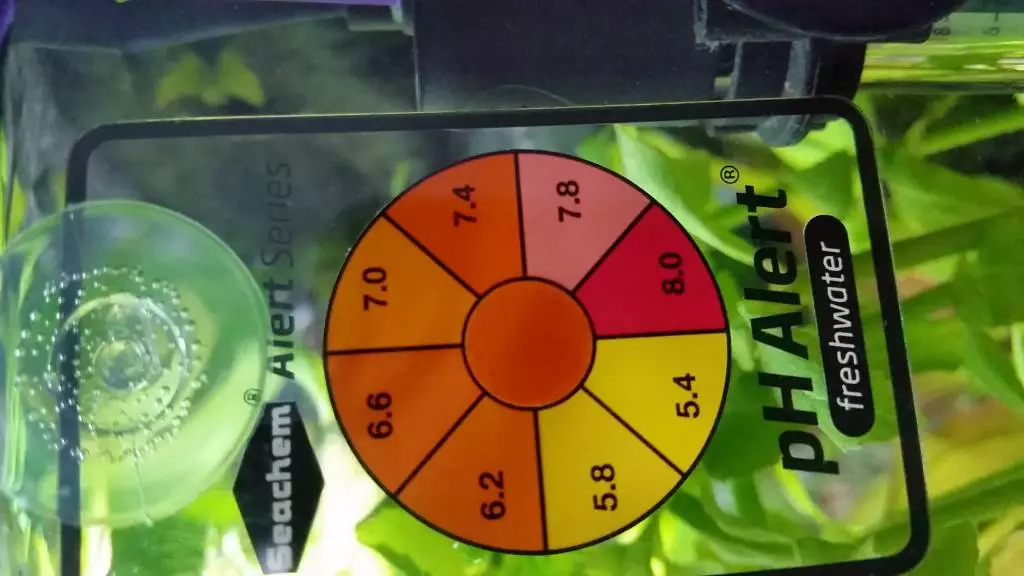 Seachem® Alert Series
6.6 7.0
6.2 7.4
5.8 7.8
5.4 8.0
pH Alert®
freshwater